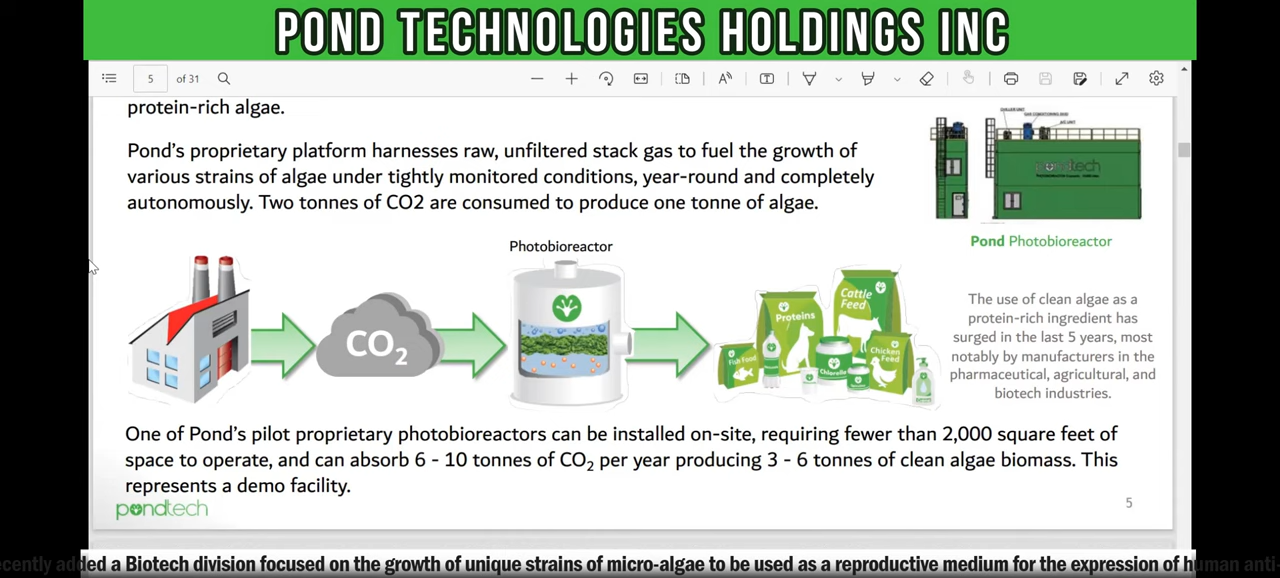 POND TECHNOLOGIES HOLDINGS INC
5 of 31
protein-rich algae.
Pond's proprietary platform harnesses raw, unfiltered stack gas to fuel the growth of
various strains of algae under tightly monitored conditions, year-round and completely
autonomously. Two tonnes of CO2 are consumed to produce one tonne of algae.
pondtech
Pond Photobioreactor
Photobioreactor
CO2
Proteins
Cattle
Feed
Fish Food
Chlorella
Chicken
Feed
The use of clean algae as a
protein-rich ingredient has
surged in the last 5 years, most
notably by manufacturers in the
pharmaceutical, agricultural, and
biotech industries.
One of Pond's pilot proprietary photobioreactors can be installed on-site, requiring fewer than 2,000 square feet of
space to operate, and can absorb 6 - 10 tonnes of CO2 per year producing 3 - 6 tonnes of clean algae biomass. This
represents a demo facility.
pondtech
5
ecently added a Biotech division focused on the growth of unique strains of micro-algae to be used as a reproductive medium for the expression of human anti-